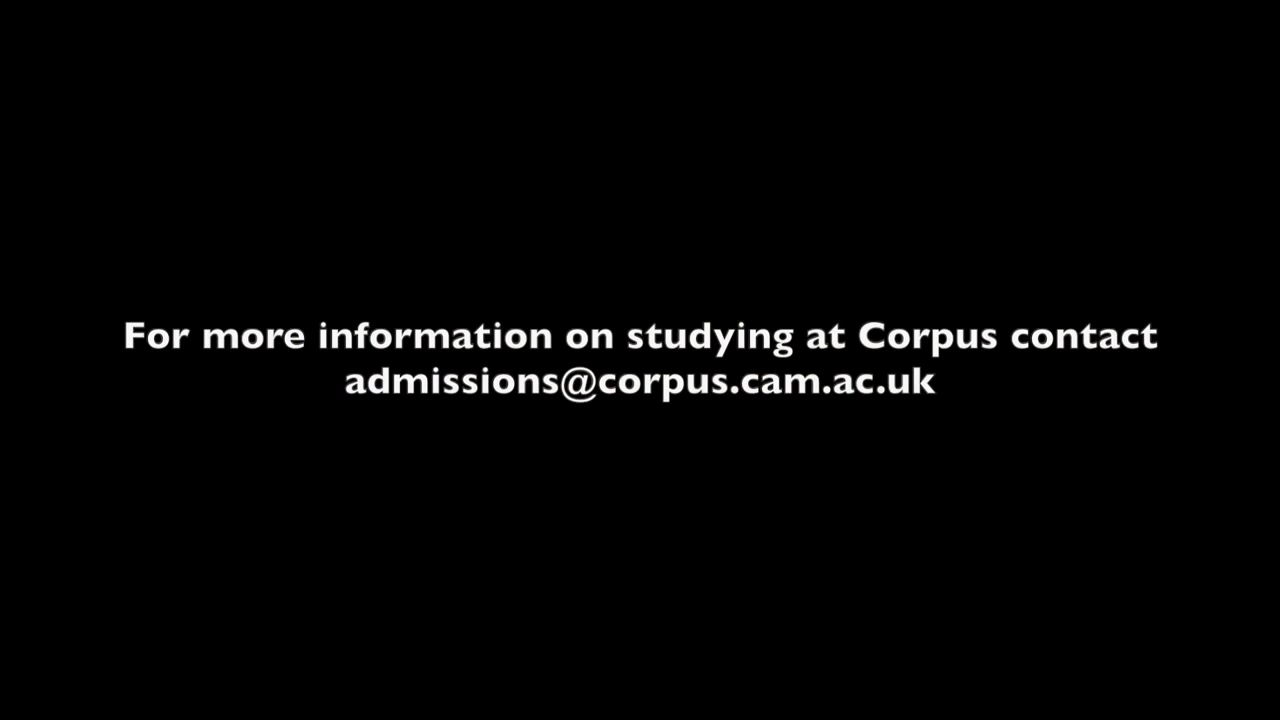 For more information on studying at Corpus contact
admissions@corpus.cam.ac.uk